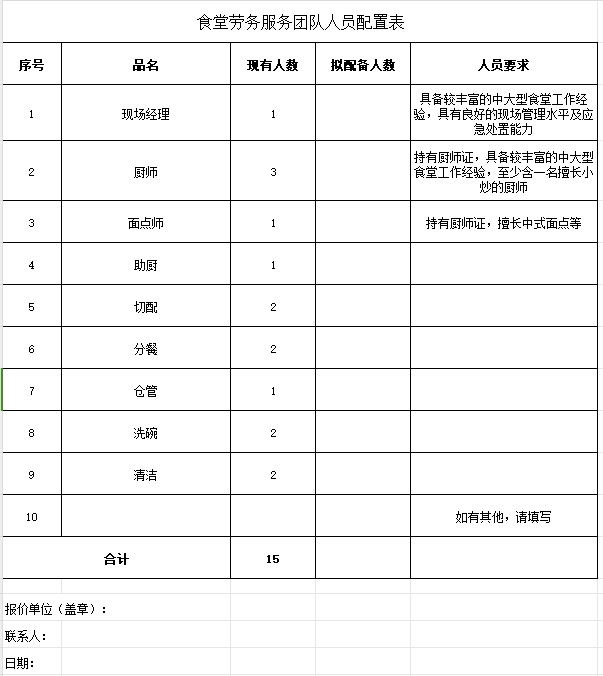 食堂劳务服务团队人员配置表
序号 品名 现有人数 拟配备人数 人员要求
1 现场经理 1 具备较丰富的中大型食堂工作经
验，具有良好的现场管理水平及应
急处置能力
2 厨师 3 持有厨师证，具备较丰富的中大型
食堂工作经验，至少含一名擅长小
炒的厨师
3 面点师 1 持有厨师证，擅长中式面点等
4 助厨 1
5 切配 2
6 分餐 2
7 仓管 1
8 洗碗 2
9 清洁 2
10 如有其他，请填写
合计 15
报价单位（盖章）：
联系人：
日期：